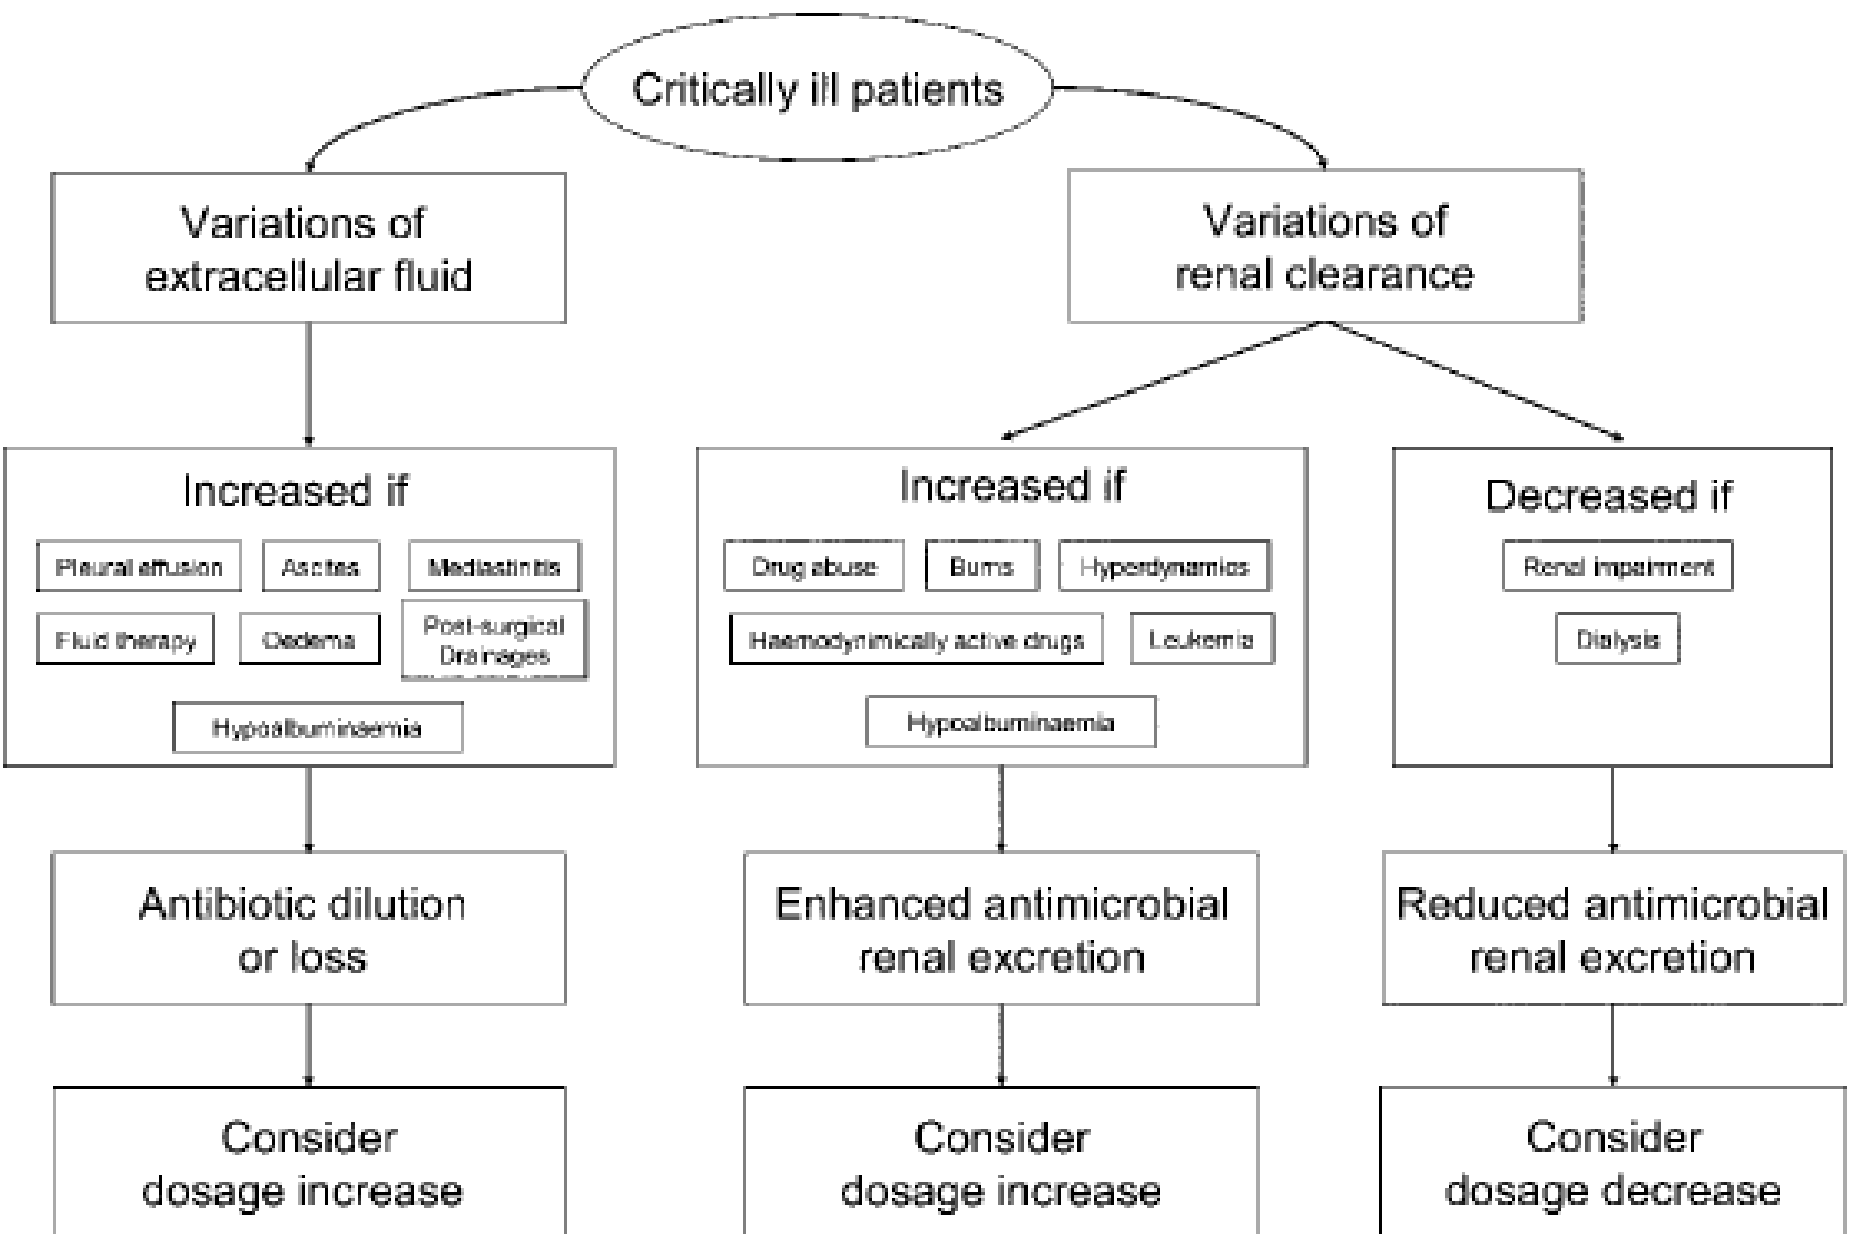 Critically ill patients
Variations of
extracellular fluid
Variations of
renal clearance
Increased if
Pleural effusion
Ascites
Mediastinitis
Fluid therapy
Oedema
Post-surgical
Drainages
Hypoalbuminaemia
Increased if
Drug abuse
Burns
Hyperdynamics
Haemodynimically active drugs
Leukemia
Hypoalbuminaemia
Decreased if
Renal impairment
Dialysis
Antibiotic dilution
or loss
Enhanced antimicrobial
renal excretion
Reduced antimicrobial
renal excretion
Consider
dosage increase
Consider
dosage increase
Consider
dosage decrease